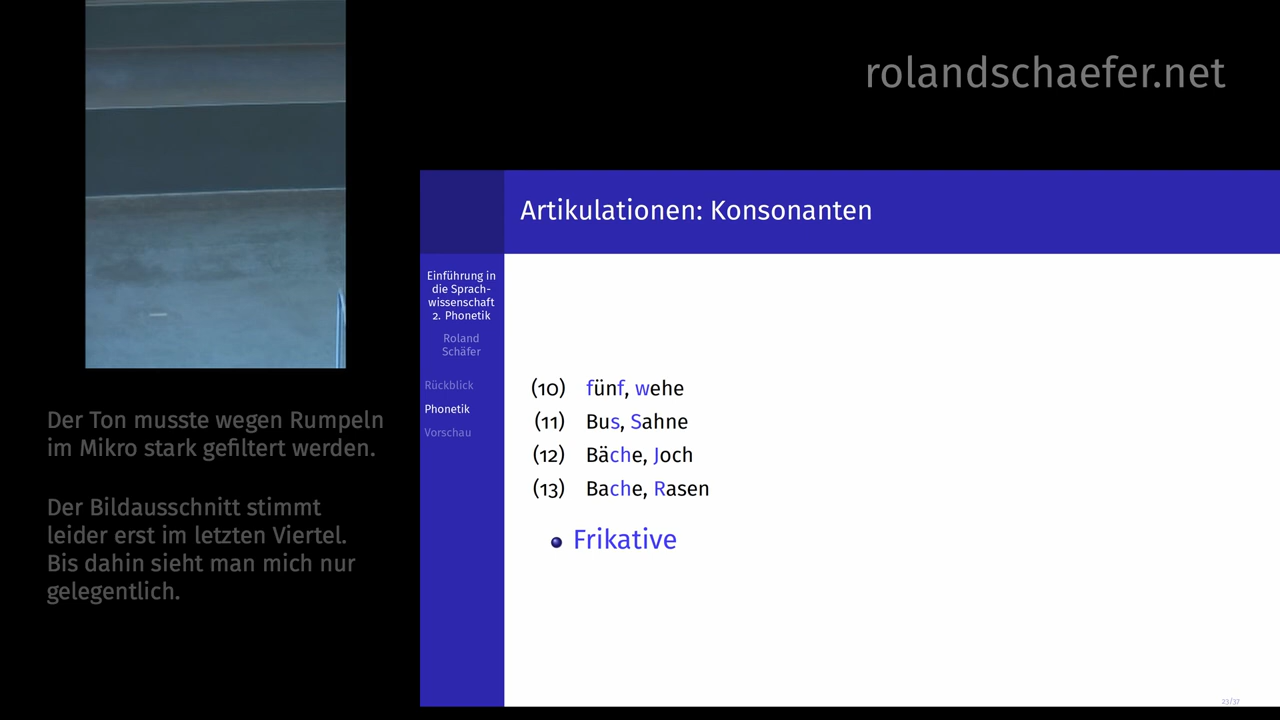 rolandschaefer.net
Artikulationen: Konsonanten
Einführung in
die Sprach-
wissenschaft
2. Phonetik
Roland
Schäfer
Rückblick
Phonetik
Vorschau
(10) fünf, wehe
(11) Bus, Sahne
(12) Bäche, Joch
(13) Bache, Rasen
Frikative
23/37
Der Ton musste wegen Rumpeln
im Mikro stark gefiltert werden.
Der Bildausschnitt stimmt
leider erst im letzten Viertel.
Bis dahin sieht man mich nur
gelegentlich.